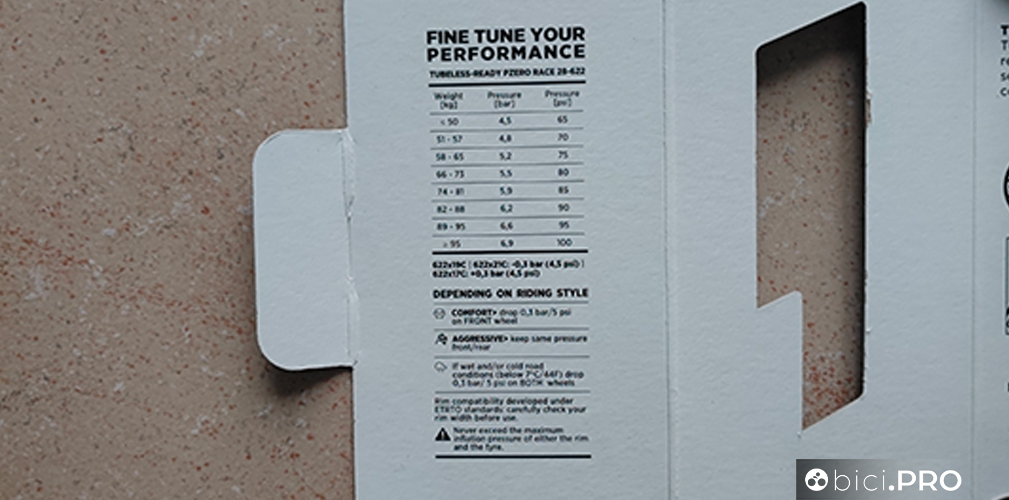 FINE TUNE YOUR
PERFORMANCE
TUBELESS-READY PZERO RACE 28-622
Weight Pressure Pressure
[kg] [bar] [psi]
≤ 50 4,5 65
51 - 57 4,8 70
58 - 65 5,2 75
66 - 73 5,5 80
74 - 81 5,9 85
82 - 88 6,2 90
89 - 95 6,6 95
≥ 95 6,9 100
622x19C | 622x21C: -0,3 bar (4,5 psi) |
622x17C: +0,3 bar (4,5 psi)
DEPENDING ON RIDING STYLE
COMFORT> drop 0,3 bar/5 psi
on FRONT wheel
AGGRESSIVE> keep same pressure
front/rear
If wet and/or cold road
conditions (below 7°C/44F) drop
0,3 bar/ 5 psi on BOTH wheels
Rim compatibility developed under
ETRTO standards: carefully check your
rim width before use.
Never exceed the maximum
inflation pressure of either the rim
and the tyre.
bici.PRO